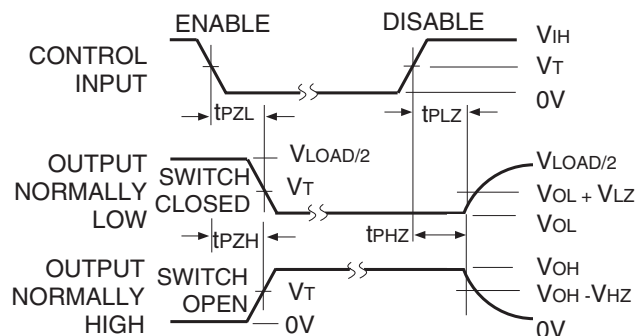 ENABLE DISABLE
CONTROL INPUT
VIH
VT
0V
tPZL tPLZ
OUTPUT NORMALLY LOW
SWITCH CLOSED
VLOAD/2
VT
VLOAD/2
VOL + VLZ
VOL
tPZH tPHZ
OUTPUT NORMALLY HIGH
SWITCH OPEN
VT
0V
VOH
VOH -VHZ
0V